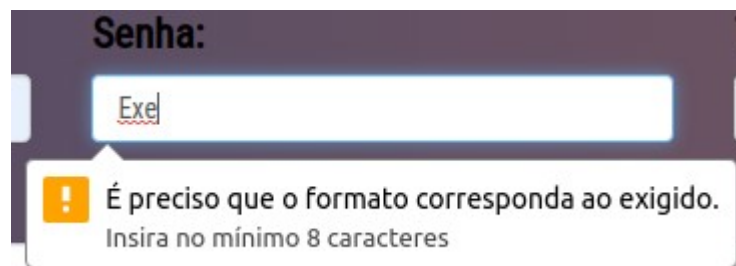 Senha:
Exe
É preciso que o formato corresponda ao exigido.
Insira no mínimo 8 caracteres